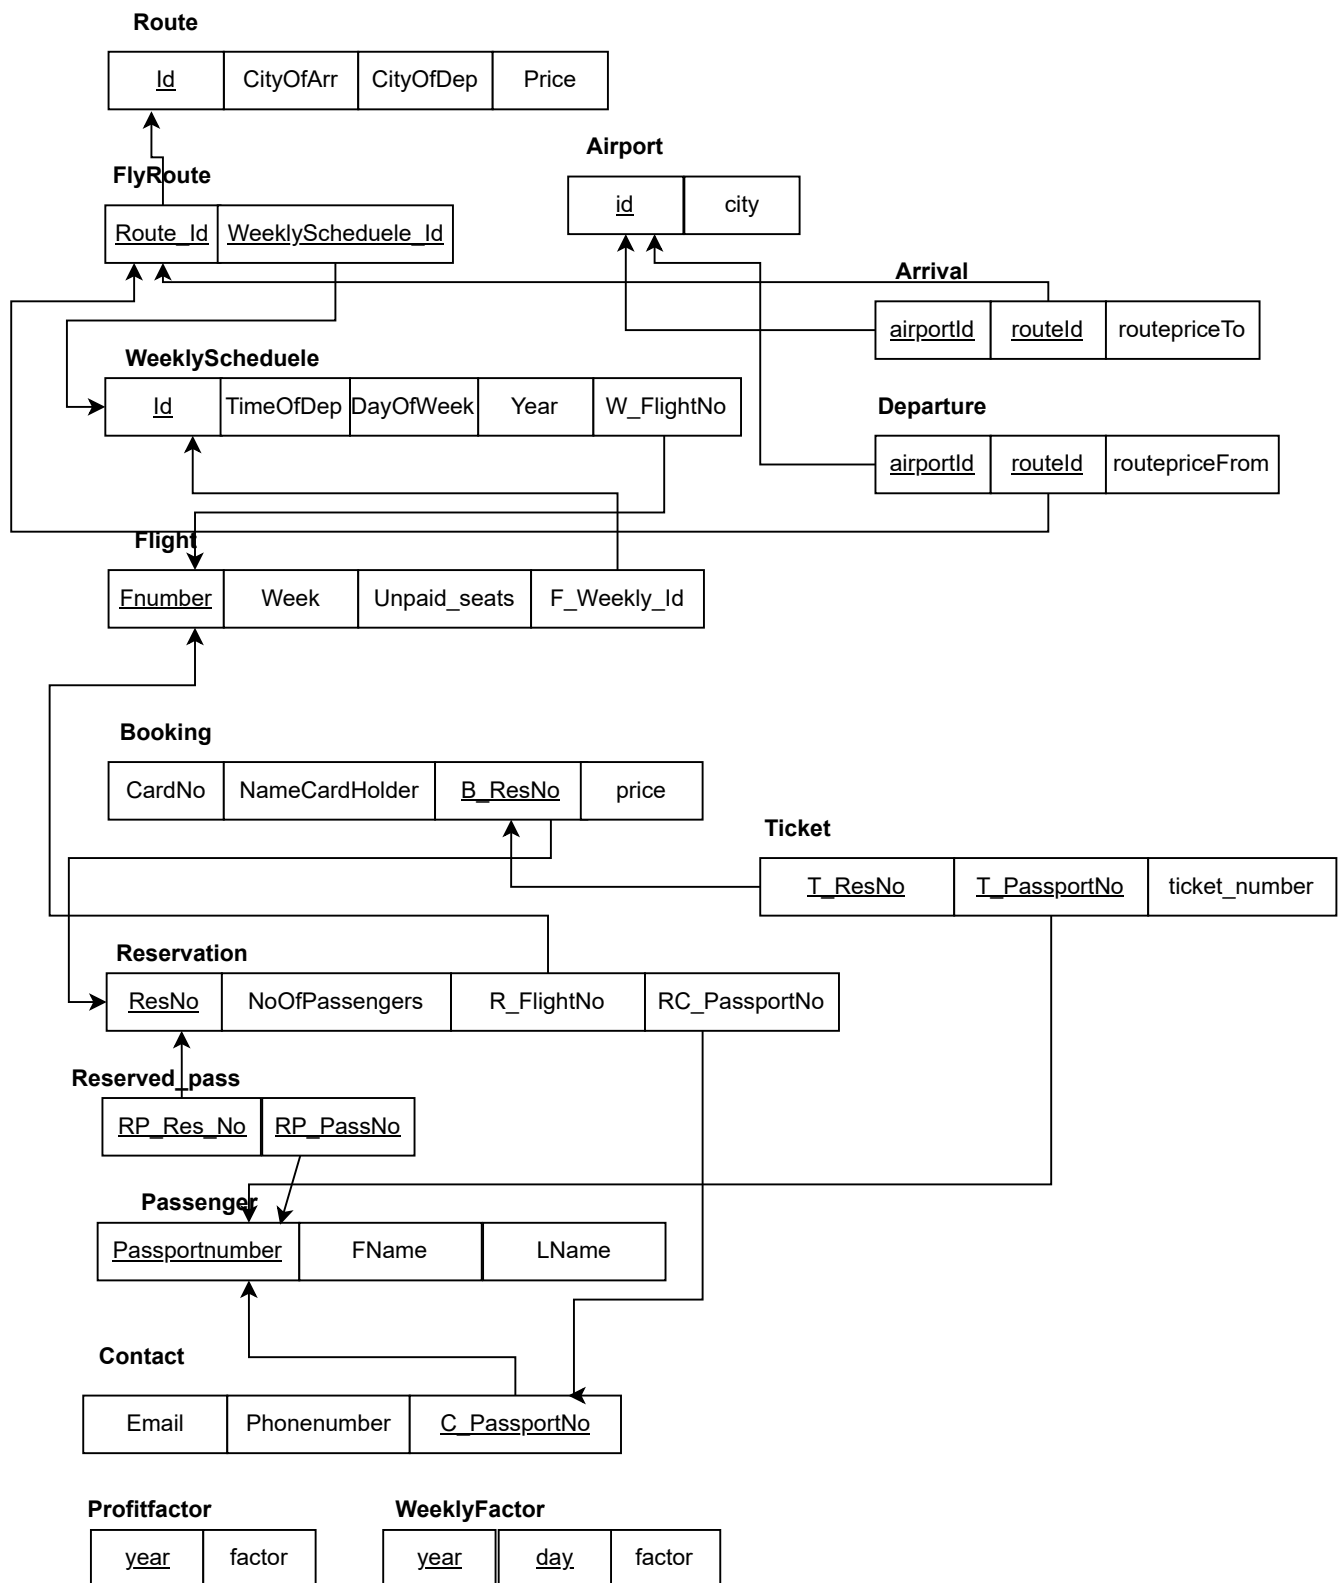 Route
Id CityOfArr CityOfDep Price
Airport
id city
FlyRoute
Route_Id WeeklyScheduele_Id
Arrival
airportId routeId routepriceTo
WeeklyScheduele
Id TimeOfDep DayOfWeek Year W_FlightNo
Departure
airportId routeId routepriceFrom
Flight
Fnumber Week Unpaid_seats F_Weekly_Id
Booking
CardNo NameCardHolder B_ResNo price
Ticket
T_ResNo T_PassportNo ticket_number
Reservation
ResNo NoOfPassengers R_FlightNo RC_PassportNo
Reserved_pass
RP_Res_No RP_PassNo
Passenger
Passportnumber FName LName
Contact
Email Phonenumber C_PassportNo
Profitfactor WeeklyFactor
year factor year day factor